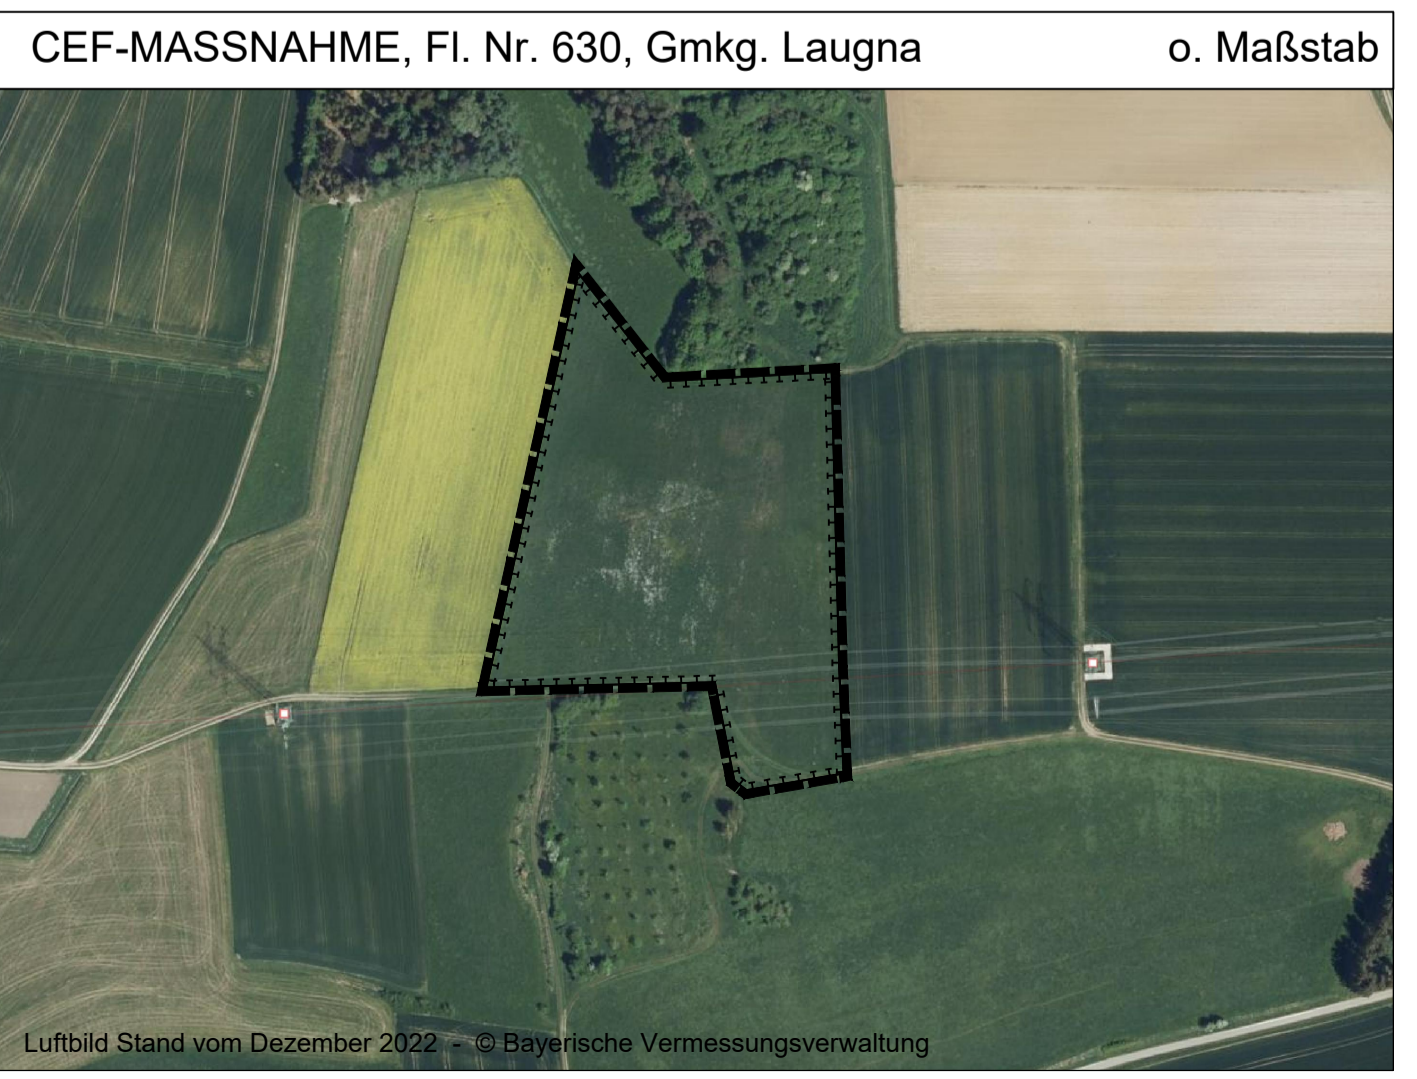 CEF-MASSNAHME, Fl. Nr. 630, Gmkg. Laugna o. Maßstab
Luftbild Stand vom Dezember 2022 - © Bayerische Vermessungsverwaltung